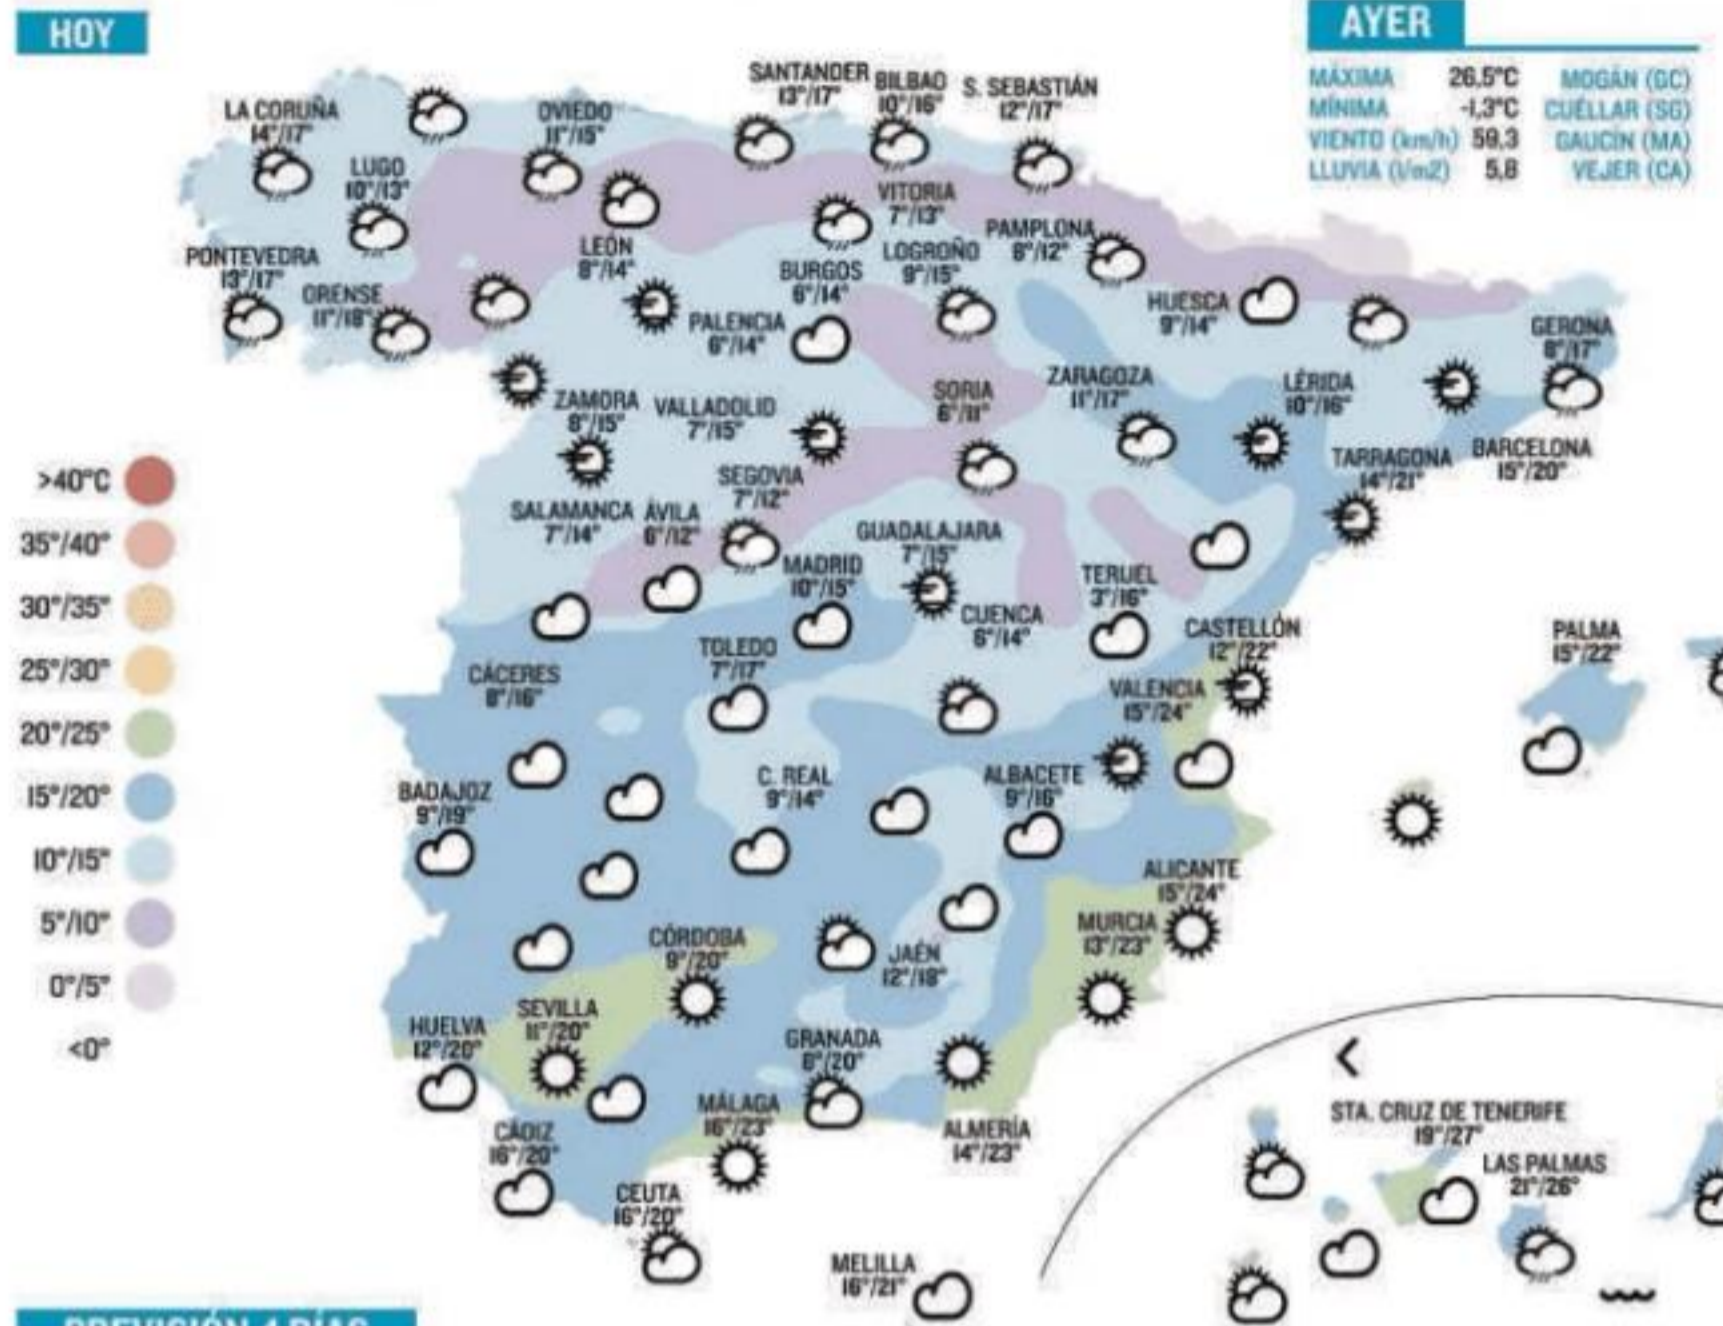 HOY
AYER
MÁXIMA 26,5°C MOGÁN (GC)
MÍNIMA -1,3°C CUÉLLAR (SG)
VIENTO (km/h) 59,3 GAUCÍN (MA)
LLUVIA (l/m2) 5,8 VEJER (CA)
LA CORUÑA
14°/17°
OVIEDO
11°/15°
SANTANDER
13°/17°
BILBAO
10°/16°
S. SEBASTIÁN
12°/17°
LUGO
10°/13°
VITORIA
7°/13°
PAMPLONA
8°/12°
PONTEVEDRA
13°/17°
ORENSE
11°/18°
LEÓN
8°/14°
BURGOS
6°/14°
LOGROÑO
9°/15°
HUESCA
9°/14°
GERONA
8°/17°
PALENCIA
6°/14°
ZAMORA
8°/15°
VALLADOLID
7°/15°
SORIA
6°/11°
ZARAGOZA
11°/17°
LÉRIDA
10°/16°
TARRAGONA
14°/21°
BARCELONA
15°/20°
SEGOVIA
7°/12°
SALAMANCA
7°/14°
ÁVILA
6°/12°
GUADALAJARA
7°/15°
MADRID
10°/15°
TERUEL
3°/16°
CUENCA
6°/14°
CASTELLÓN
12°/22°
PALMA
15°/22°
TOLEDO
7°/17°
CÁCERES
8°/16°
VALENCIA
15°/24°
BADAJOZ
9°/19°
C. REAL
9°/14°
ALBACETE
9°/16°
ALICANTE
15°/24°
MURCIA
13°/23°
CÓRDOBA
9°/20°
JAÉN
12°/18°
SEVILLA
11°/20°
HUELVA
12°/20°
GRANADA
8°/20°
MÁLAGA
16°/23°
ALMERÍA
14°/23°
CÁDIZ
16°/20°
CEUTA
16°/20°
MELILLA
16°/21°
STA. CRUZ DE TENERIFE
19°/27°
LAS PALMAS
21°/26°
>40°C
35°/40°
30°/35°
25°/30°
20°/25°
15°/20°
10°/15°
5°/10°
0°/5°
<0°
PREVISIÓN 4 DÍAS